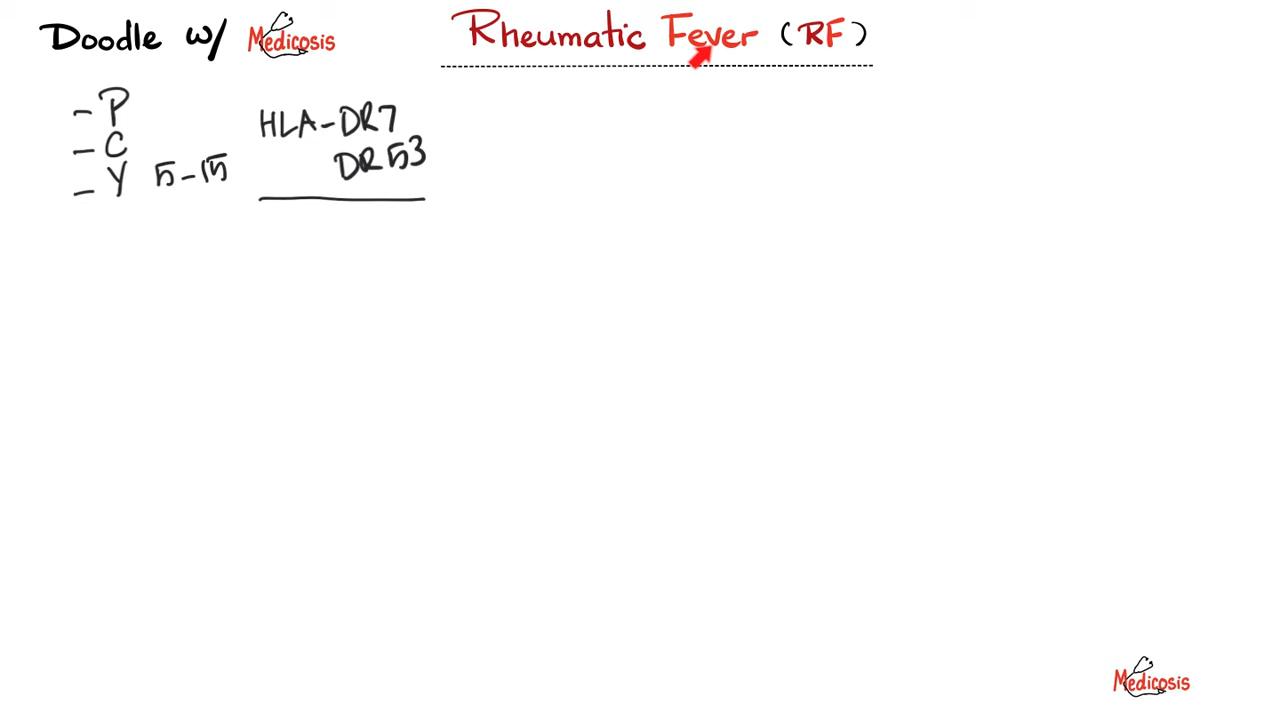 Doodle w/ Medicosis
Rheumatic Fever (RF)
- P
- C
- Y 5-15
HLA-DR7
DR53
Medicosis